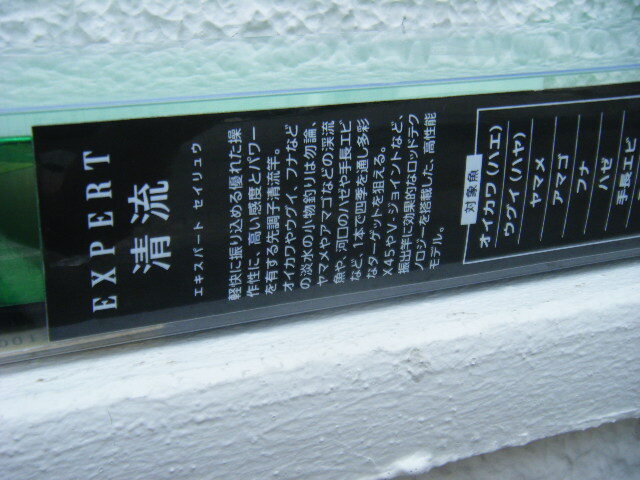 EXPERT
清流
エキスパート セイリュウ
軽快に振り込める優れた操
作性に、高い感度とパワー
を有する先調子清流竿。
オイカワやウグイ、フナなど
の淡水の小物釣りは勿論、
ヤマメやアマゴなどの渓流
魚や、河口のハゼや手長エビ
など、1本で四季を通し多彩
なターゲットを狙える。
X45やV-ジョイントなど、
振出竿に効果的なロッドテク
ノロジーを搭載した、高性能
モデル。
対象魚
オイカワ(ハエ)
ウグイ(ハヤ)
ヤマメ
アマゴ
フナ
ハゼ
手長エビ